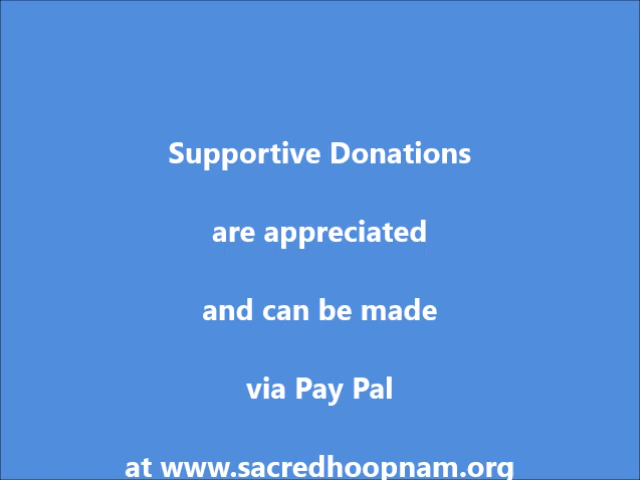 Supportive Donations
are appreciated
and can be made
via Pay Pal
at www.sacredhoopnam.org